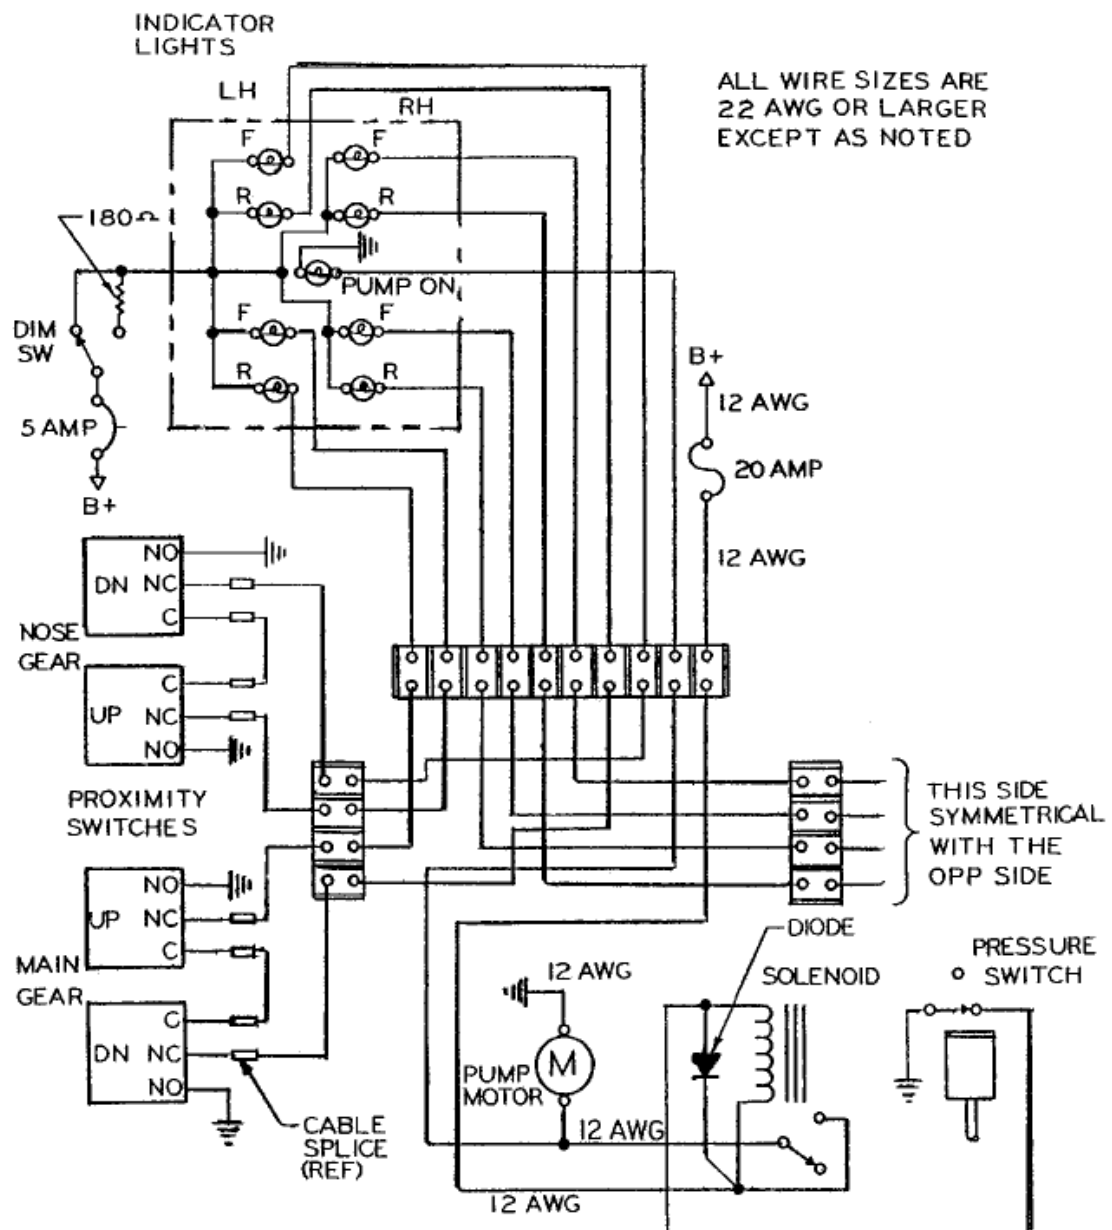 INDICATOR
LIGHTS
LH
RH
ALL WIRE SIZES ARE
22 AWG OR LARGER
EXCEPT AS NOTED
F
F
R
R
180Ω
PUMP ON
DIM
SW
F
F
R
R
5 AMP
B+
B+
12 AWG
20 AMP
12 AWG
NO
DN NC
C
NOSE
GEAR
C
UP NC
NO
PROXIMITY
SWITCHES
NO
UP NC
C
MAIN
GEAR
C
DN NC
NO
CABLE
SPLICE
(REF)
THIS SIDE
SYMMETRICAL
WITH THE
OPP SIDE
DIODE
SOLENOID
PRESSURE
SWITCH
12 AWG
M
PUMP
MOTOR
12 AWG
12 AWG